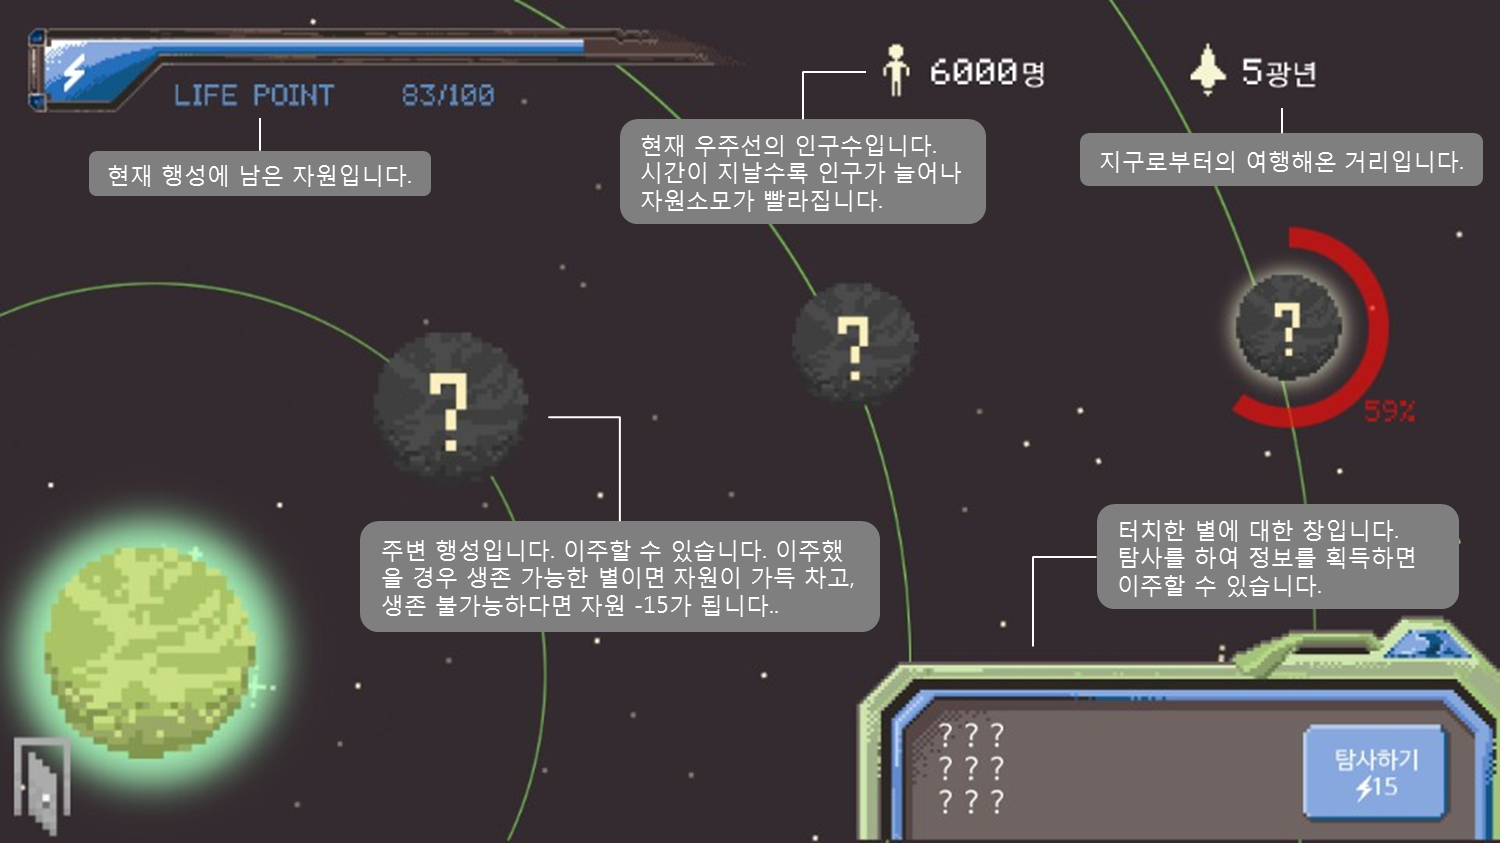 LIFE POINT 83/100
6000명
5광년
현재 행성에 남은 자원입니다.
현재 우주선의 인구수입니다.
시간이 지날수록 인구가 늘어나
자원소모가 빨라집니다.
지구로부터의 여행해온 거리입니다.
?
?
?
59%
주변 행성입니다. 이주할 수 있습니다. 이주했
을 경우 생존 가능한 별이면 자원이 가득 차고,
생존 불가능하다면 자원 -15가 됩니다..
터치한 별에 대한 창입니다.
탐사를 하여 정보를 획득하면
이주할 수 있습니다.
? ? ?
? ? ?
? ? ?
탐사하기
15